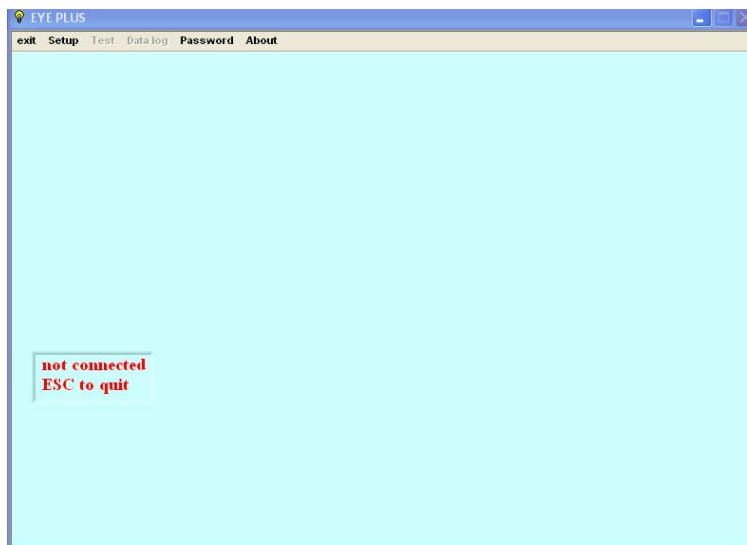 EYE PLUS
exit Setup Test Data log Password About
not connected
ESC to quit